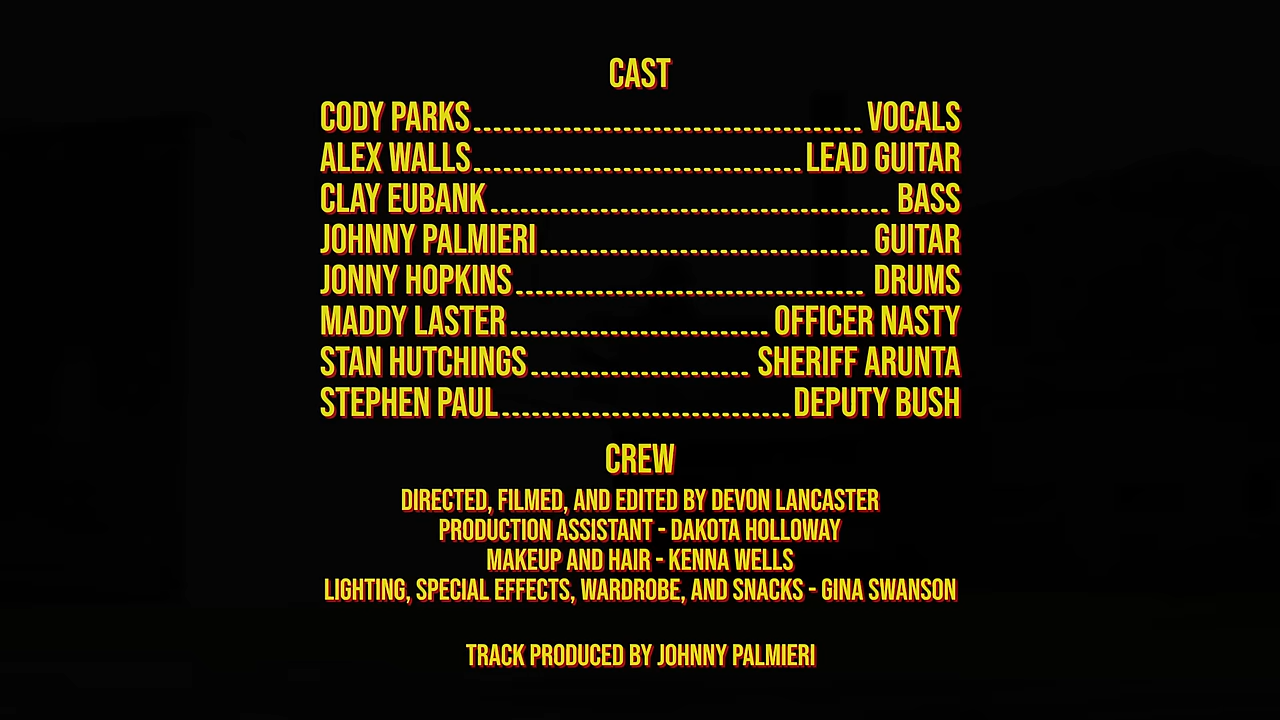 CAST
CODY PARKS....................................... VOCALS
ALEX WALLS.................................LEAD GUITAR
CLAY EUBANK........................................ BASS
JOHNNY PALMIERI.................................GUITAR
JONNY HOPKINS................................... DRUMS
MADDY LASTER.......................... OFFICER NASTY
STAN HUTCHINGS...................... SHERIFF ARUNTA
STEPHEN PAUL.............................DEPUTY BUSH
CREW
DIRECTED, FILMED, AND EDITED BY DEVON LANCASTER
PRODUCTION ASSISTANT - DAKOTA HOLLOWAY
MAKEUP AND HAIR - KENNA WELLS
LIGHTING, SPECIAL EFFECTS, WARDROBE, AND SNACKS - GINA SWANSON
TRACK PRODUCED BY JOHNNY PALMIERI